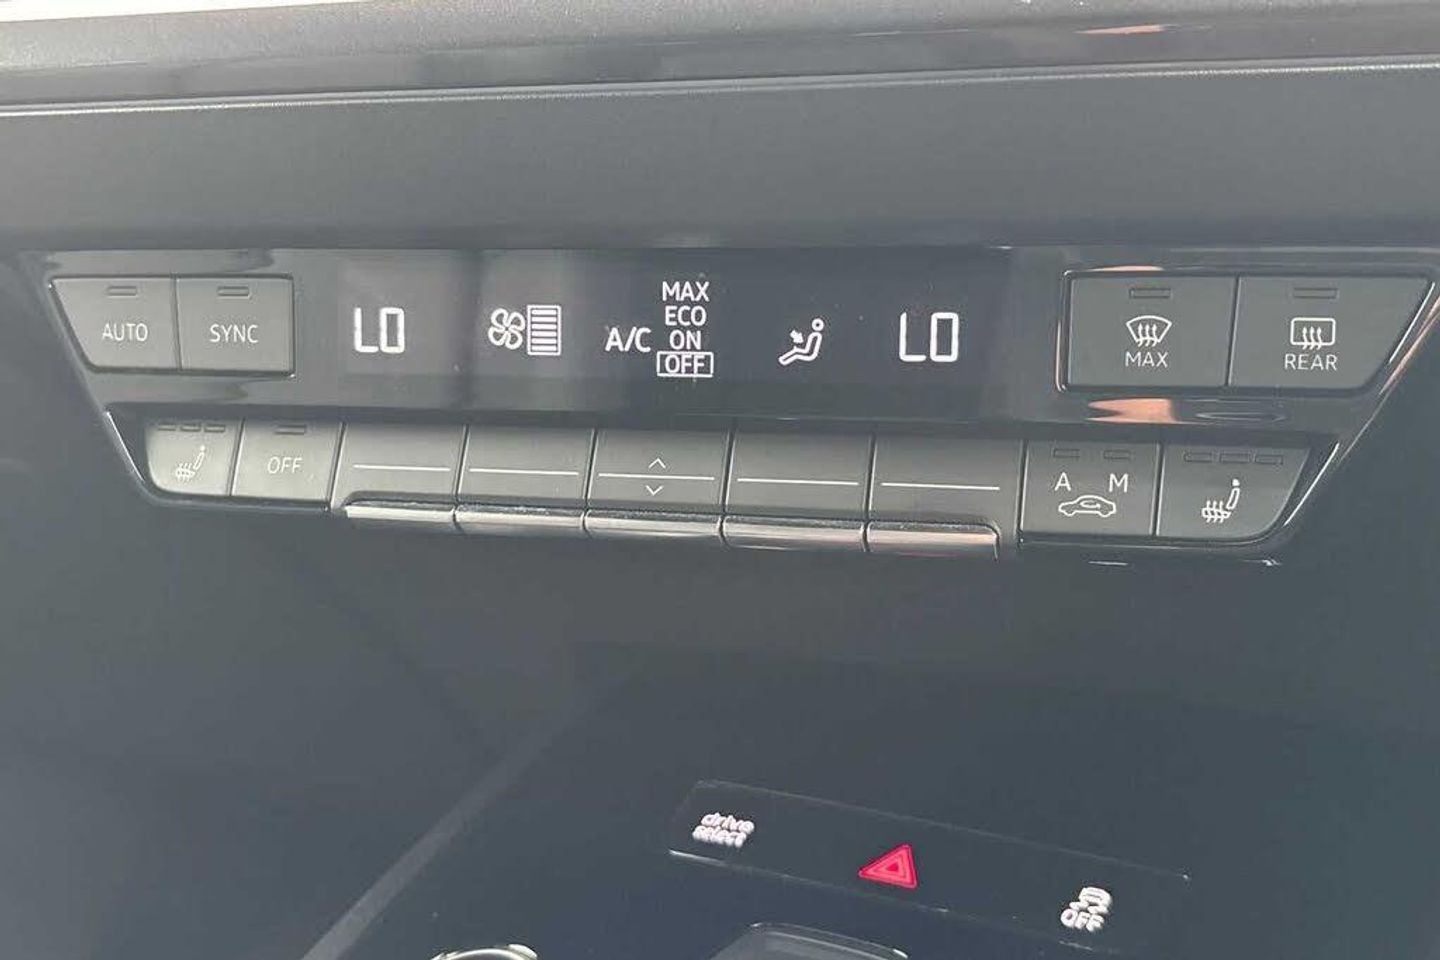 AUTO
SYNC
LO
A/C
MAX
ECO
ON
OFF
LO
MAX
REAR
OFF
A
M
drive
select
OFF